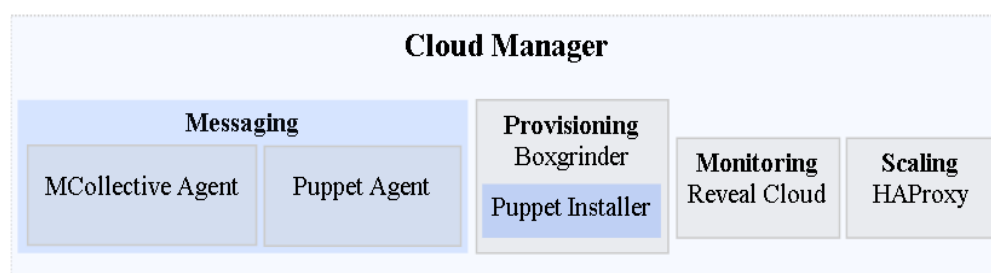 Cloud Manager
Messaging
MCollective Agent
Puppet Agent
Provisioning
Boxgrinder
Puppet Installer
Monitoring
Reveal Cloud
Scaling
HAProxy